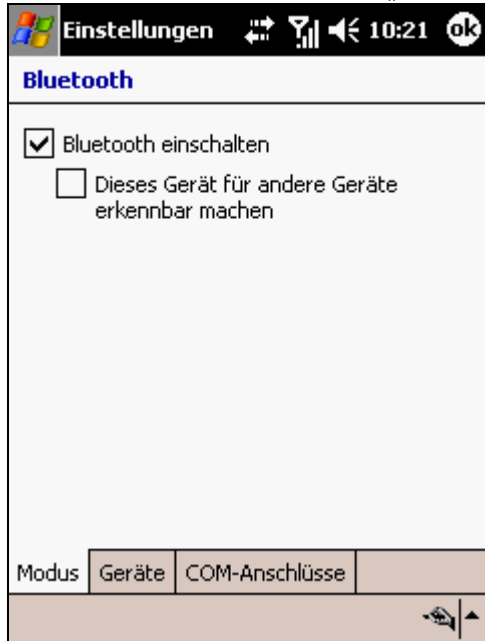 Einstellungen 10:21 ok
Bluetooth
Bluetooth einschalten
Dieses Gerät für andere Geräte
erkennbar machen
Modus Geräte COM-Anschlüsse